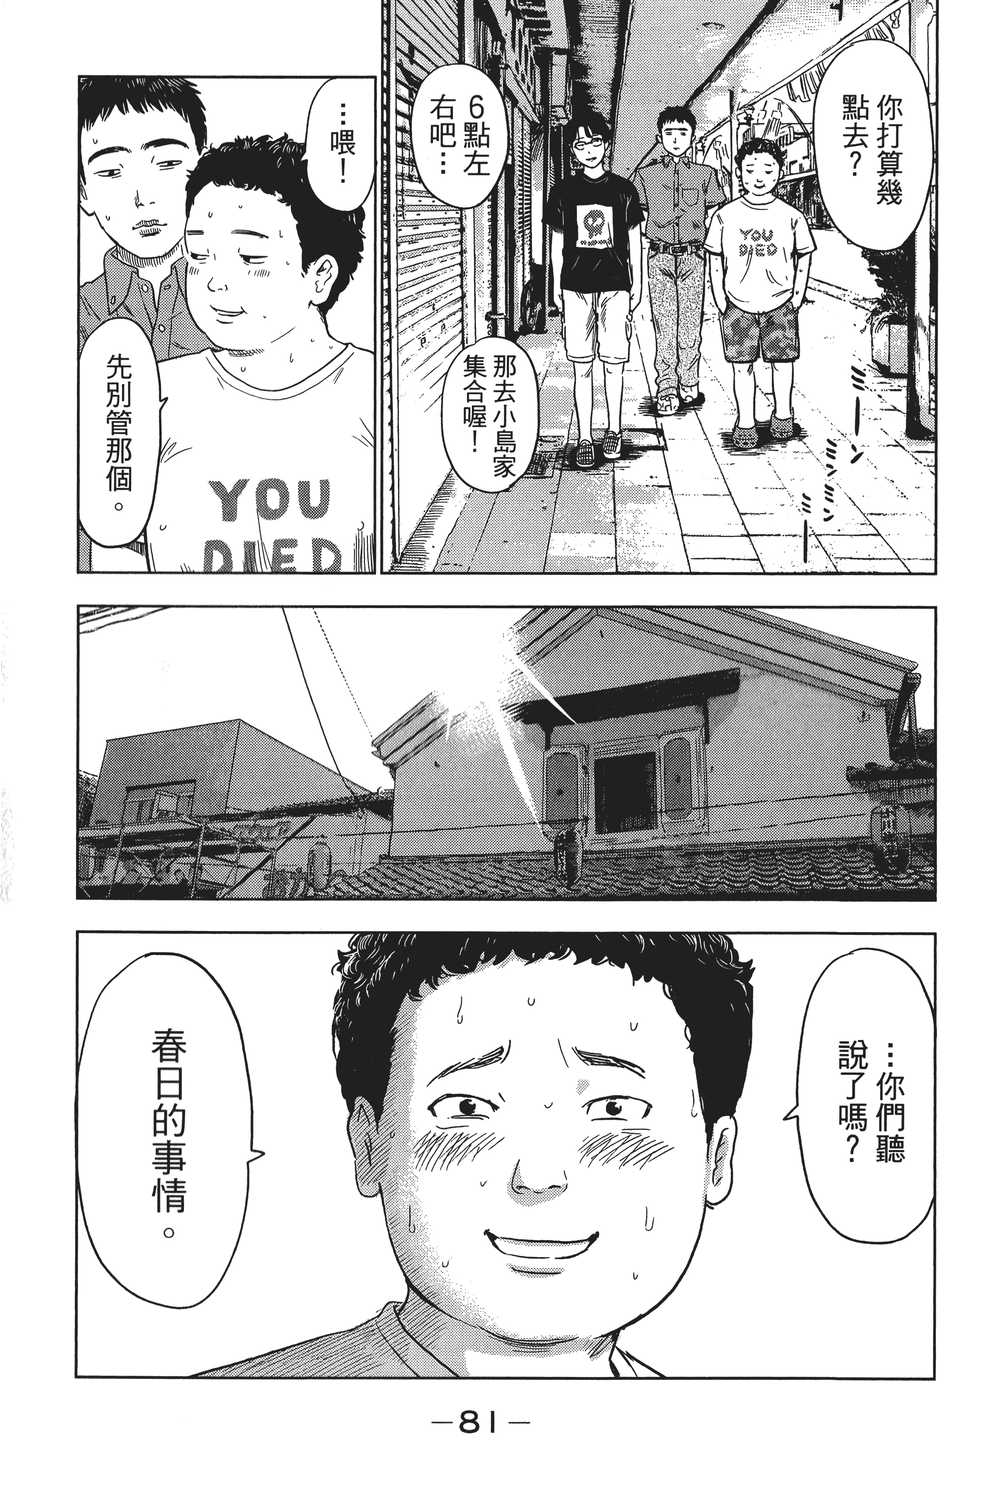 你打算幾
點去？
6點左
右吧…
那去小島家
集合喔！
YOU
DIED
ミーン
ミンミン
ミーン
…喂！
先別管那個。
YOU
DIED
…你們聽
說了嗎？
春日的事情。
—81—